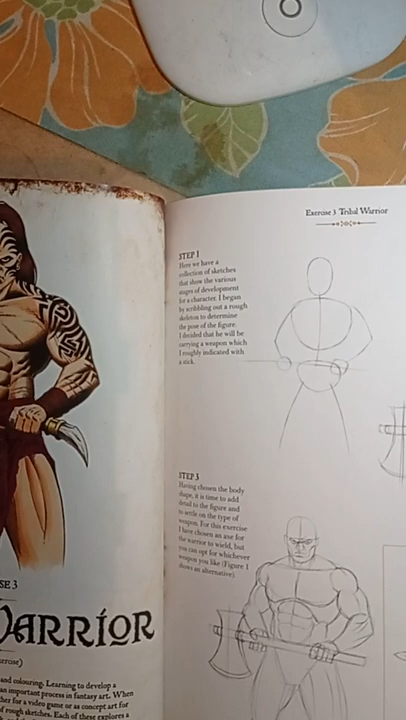 SE 3
WARRIOR
ercise)
and colouring. Learning to develop a
an important process in fantasy art. When
ther for a video game or as concept art for
of rough sketches. Each of these explores a
Exercise 3 Tribal Warrior
STEP 1
Here we have a
collection of sketches
that show the various
stages of development
for a character. I began
by scribbling out a rough
skeleton to determine
the pose of the figure.
I decided that he will be
carrying a weapon which
I roughly indicated with
a stick.
STEP 3
Having chosen the body
shape, it is time to add
detail to the figure and
to settle on the type of
weapon. For this exercise
I have chosen an axe for
the warrior to wield, but
you can opt for whichever
weapon you like (Figure 1
shows an alternative).